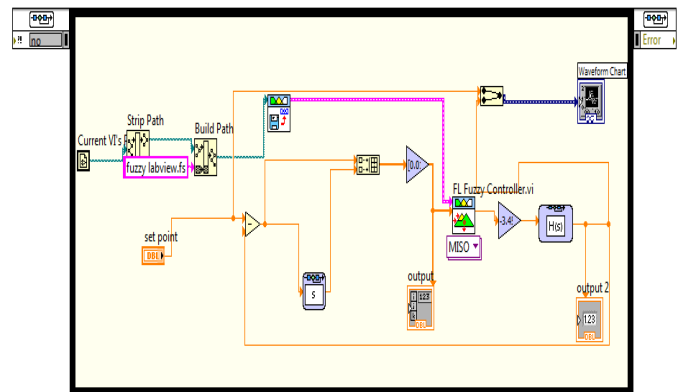 !! no
Error
Waveform Chart
Strip Path
Build Path
Current VI's P
fuzzy labview.fs
[0.0]
FL Fuzzy Controller.vi
set point
DBL
-
-3.4
H(s)
MISO
s
output
123
DBL
output 2
123
DBL